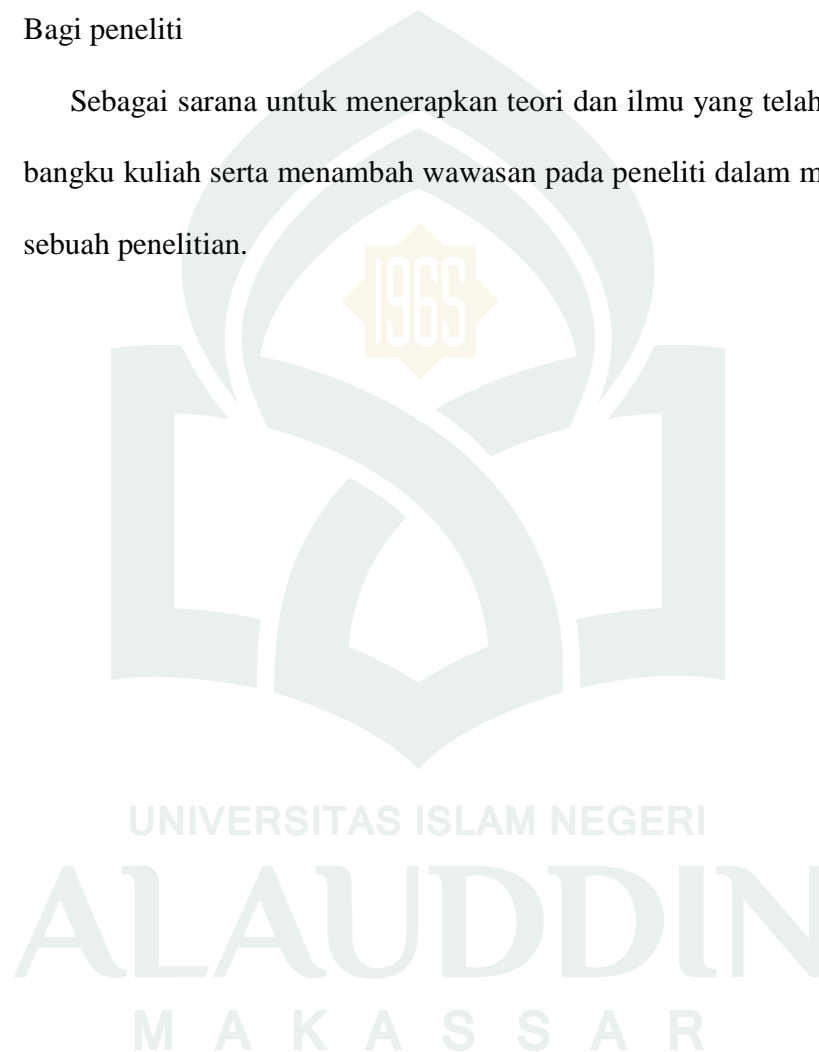 Bagi peneliti
Sebagai sarana untuk menerapkan teori dan ilmu yang telah
bangku kuliah serta menambah wawasan pada peneliti dalam m
sebuah penelitian.
1965
UNIVERSITAS ISLAM NEGERI
ALAUDDIN
MAKASSAR